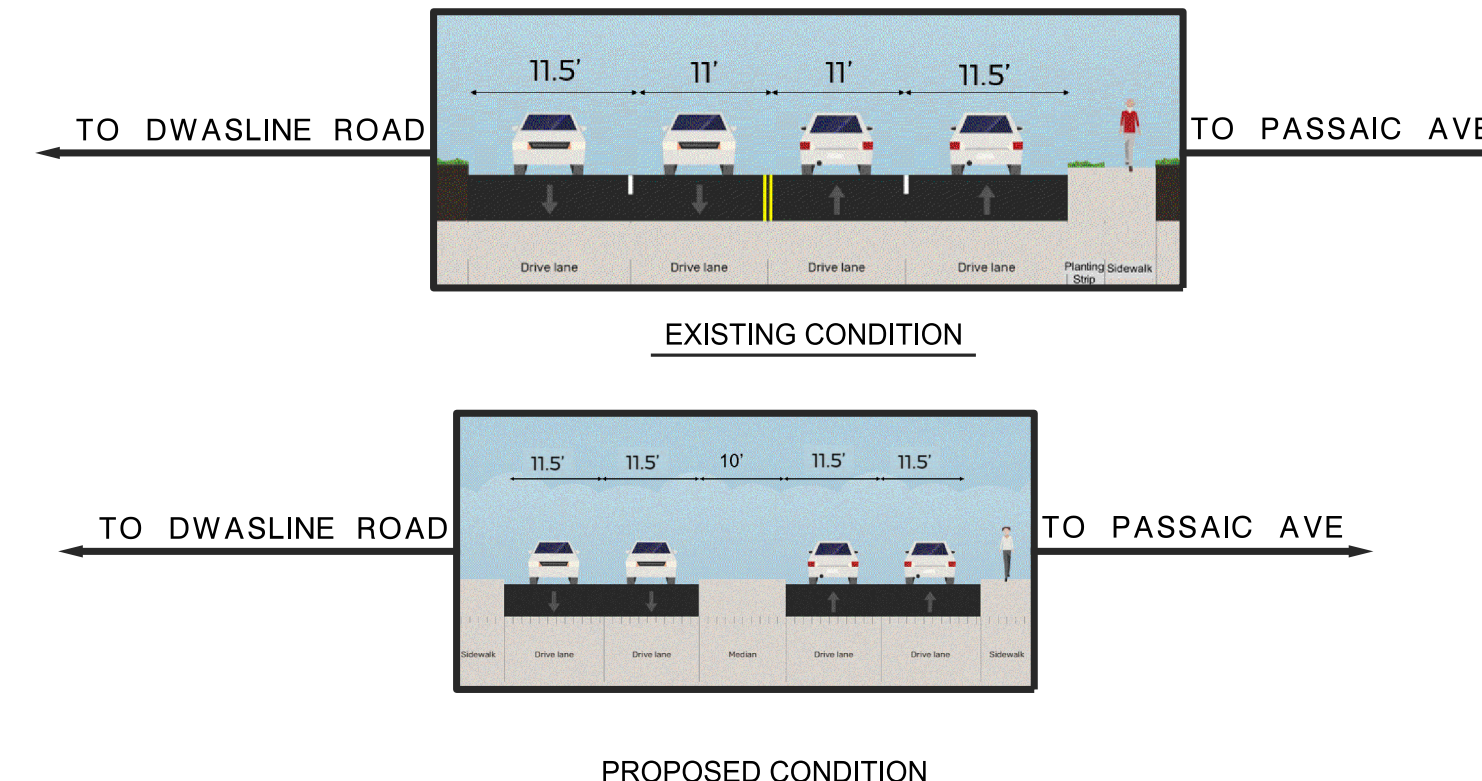 11.5’ 11’ 11’ 11.5’
TO DWASLINE ROAD
TO PASSAIC AVE
Drive lane Drive lane Drive lane Drive lane Planting Strip Sidewalk
EXISTING CONDITION
11.5’ 11.5’ 10’ 11.5’ 11.5’
TO DWASLINE ROAD
TO PASSAIC AVE
Sidewalk Drive lane Drive lane Median Drive lane Drive lane Sidewalk
PROPOSED CONDITION